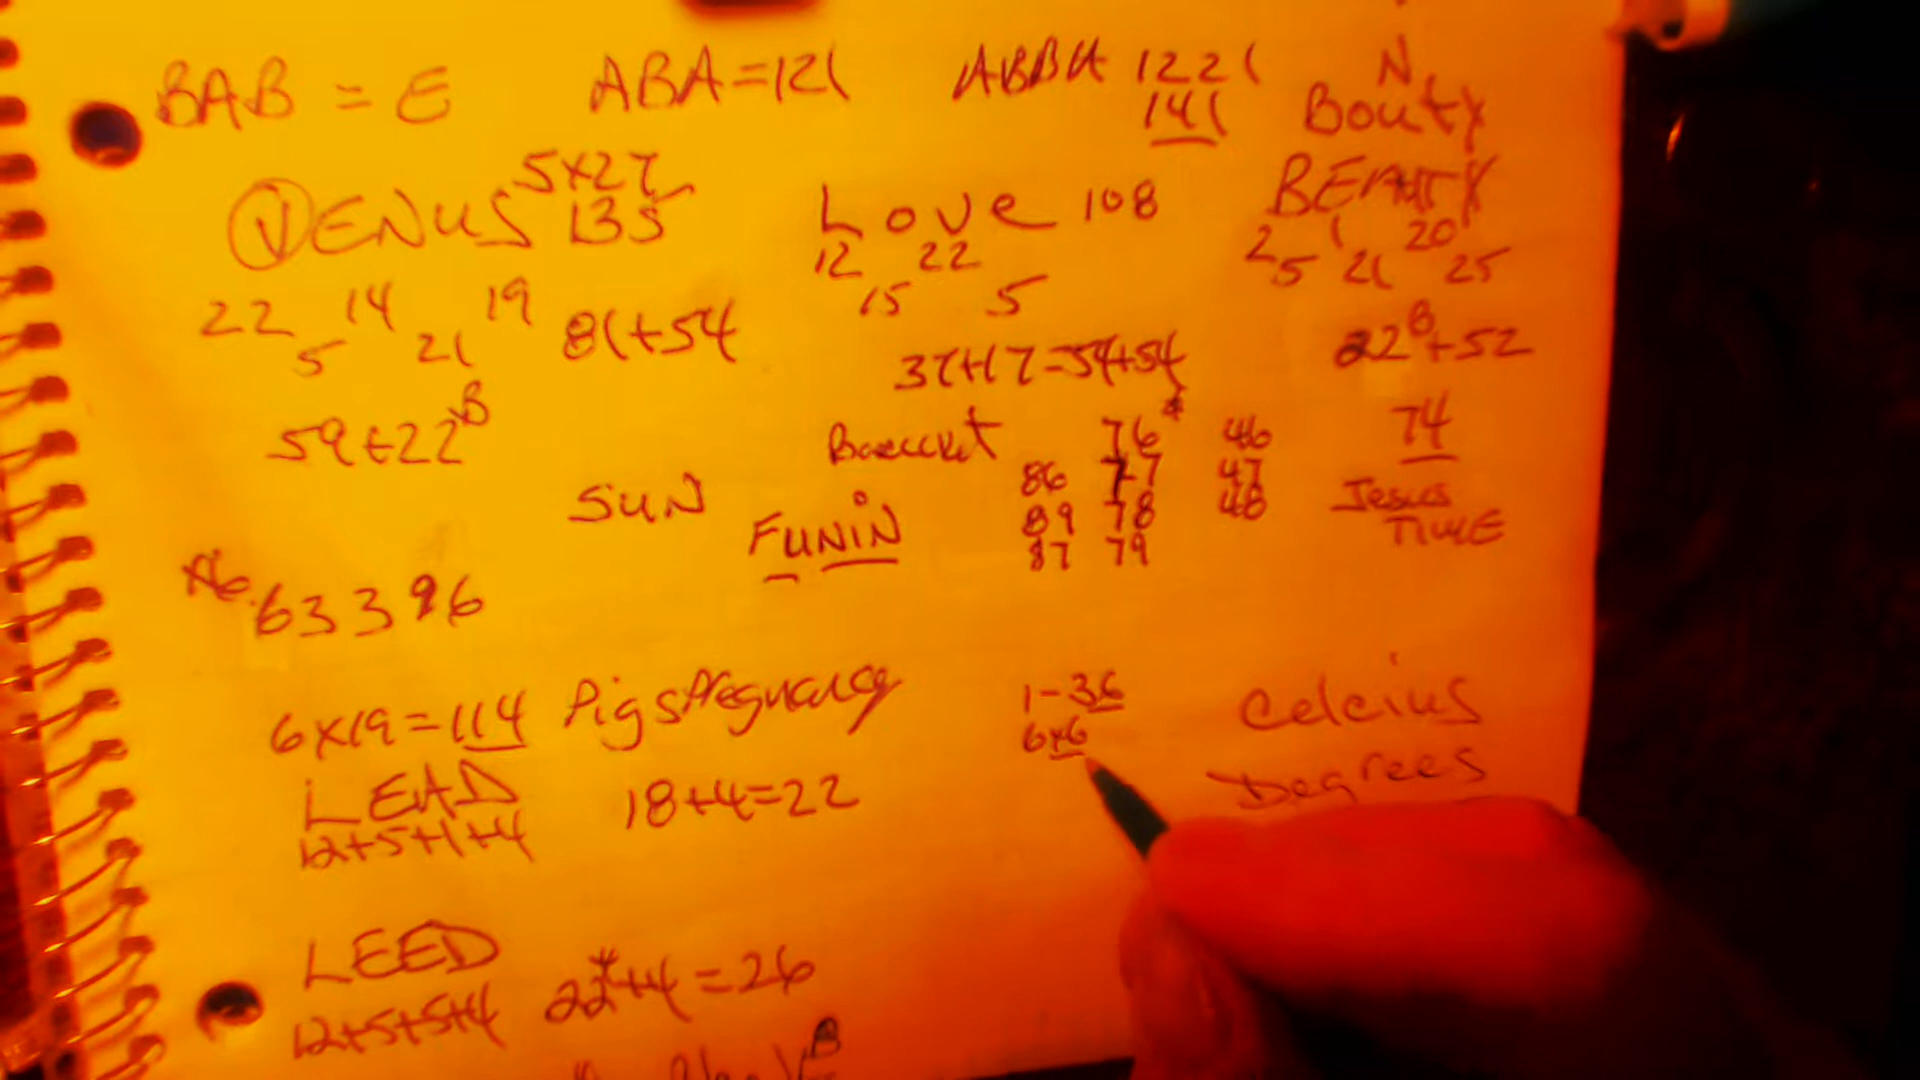 BAB = E ABA=121 ABBA 1221 N
141 Bouty
VENUS 5x27 LOVE 108 BEAUTY
135
22 5 14 21 19 81+54
12 15 22 5
2 5 1 21 20 25
59+22 B
37+17=54+54
22 B+52
76* 46 74
86 77 47
89 78 48
87 79
Jesus
TIME
SUN FUNIN
63396
6x19=114 Pigs Pregnancy
1-36
6x6
Celcius
Degrees
LEAD
12+5+1+4
18+4=22
LEED
12+5+5+4
22*+4=26